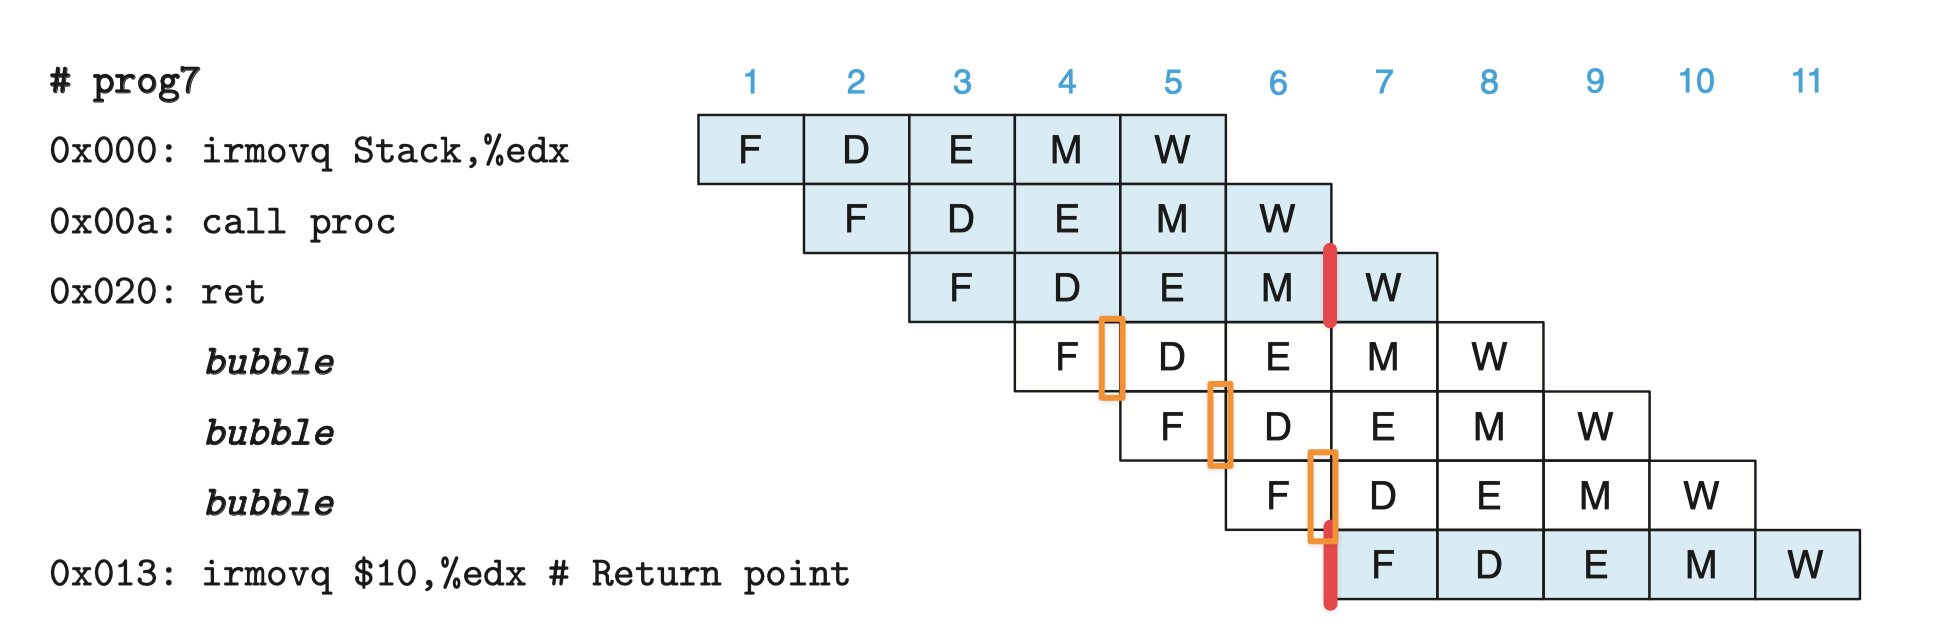 # prog7 1 2 3 4 5 6 7 8 9 10 11
0x000: irmovq Stack,%edx F D E M W
0x00a: call proc F D E M W
0x020: ret F D E M W
bubble F D E M W
bubble F D E M W
bubble F D E M W
0x013: irmovq $10,%edx # Return point F D E M W